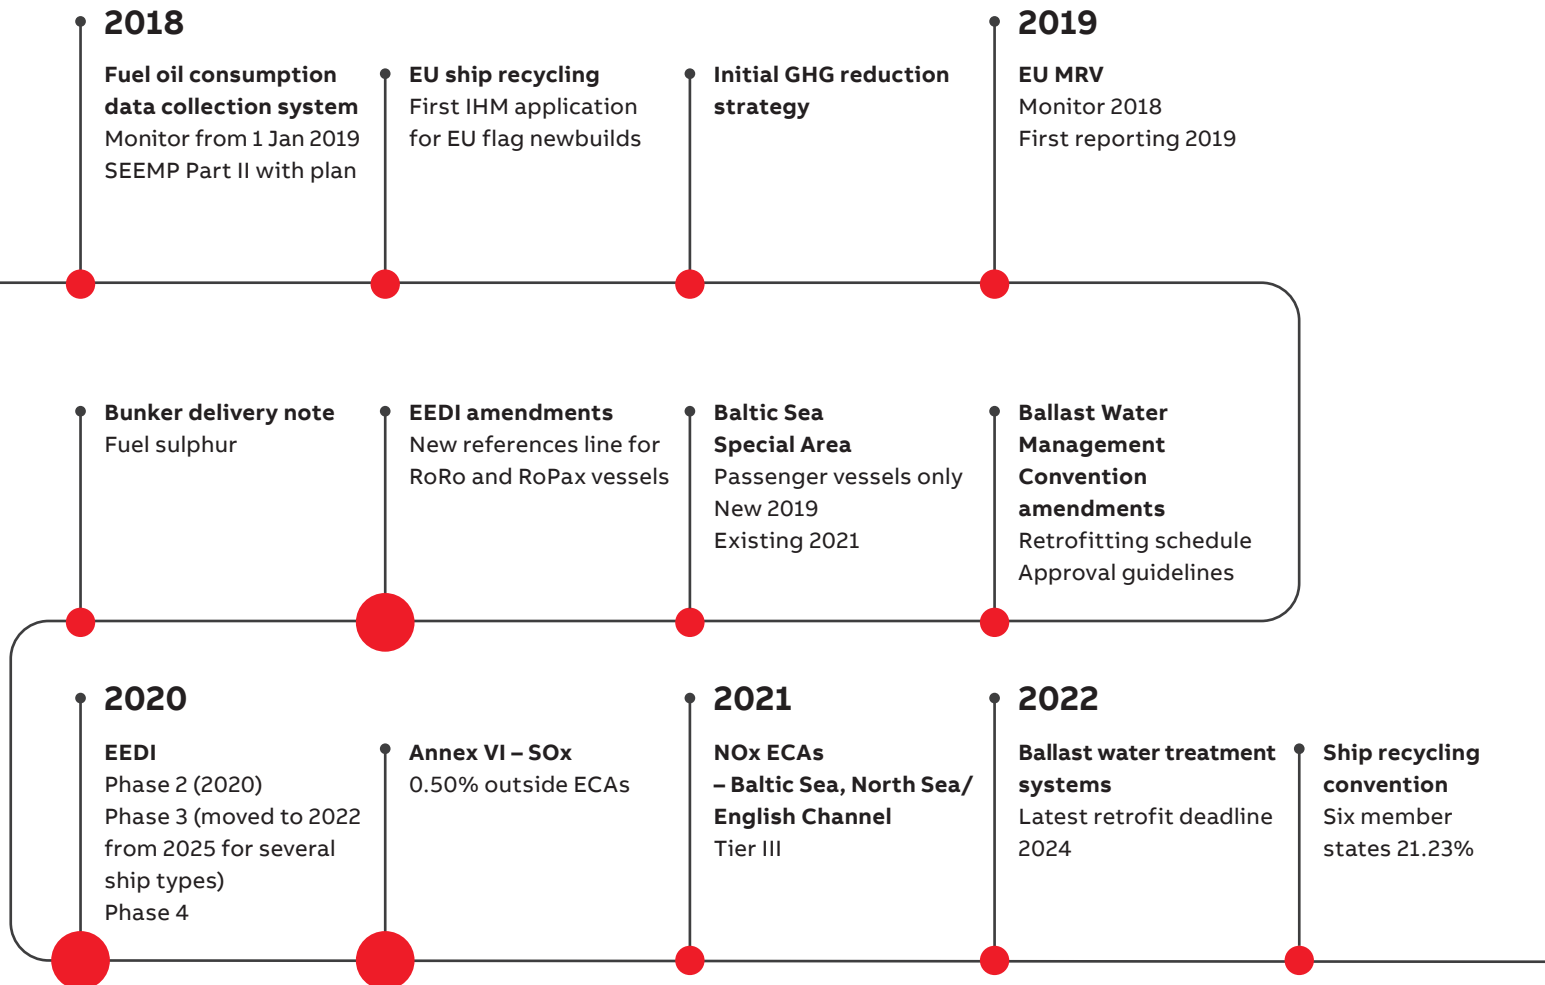 2018
Fuel oil consumption
data collection system
Monitor from 1 Jan 2019
SEEMP Part II with plan
EU ship recycling
First IHM application
for EU flag newbuilds
Initial GHG reduction
strategy
2019
EU MRV
Monitor 2018
First reporting 2019
Bunker delivery note
Fuel sulphur
EEDI amendments
New references line for
RoRo and RoPax vessels
Baltic Sea
Special Area
Passenger vessels only
New 2019
Existing 2021
Ballast Water
Management
Convention
amendments
Retrofitting schedule
Approval guidelines
2020
EEDI
Phase 2 (2020)
Phase 3 (moved to 2022
from 2025 for several
ship types)
Phase 4
Annex VI – SOx
0.50% outside ECAs
2021
NOx ECAs
– Baltic Sea, North Sea/
English Channel
Tier III
2022
Ballast water treatment
systems
Latest retrofit deadline
2024
Ship recycling
convention
Six member
states 21.23%